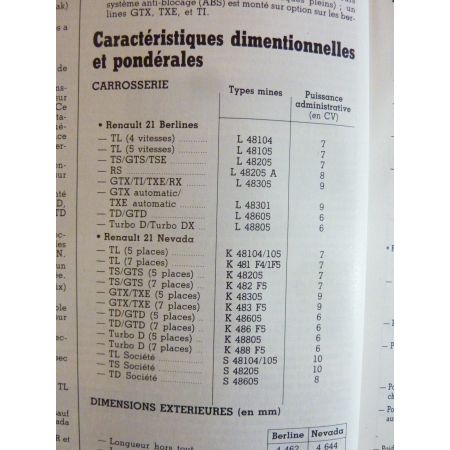 système anti-blocage (ABS) est monté sur option sur les ber-
lines GTX, TXE, et TI.
Caractéristiques dimentionnelles
et pondérales
CARROSSERIE
Types mines
Puissance
administrative
(en CV)
• Renault 21 Berlines
— TL (4 vitesses) L 48104 7
— TL (5 vitesses) L 48105 7
— TS/GTS/TSE L 48205 7
— RS L 48205 A 8
— GTX/TI/TXE/RX L 48305 9
— GTX automatic/
TXE automatic L 48301 9
— TD/GTD L 48605 6
— Turbo D/Turbo DX L 48805 6
• Renault 21 Nevada
— TL (5 places) K 48104/105 7
— TL (7 places) K 481 F4/1F5 7
— TS/GTS (5 places) K 48205 7
— TS/GTS (7 places) K 482 F5 7
— GTX/TXE (5 places) K 48305 9
— GTX/TXE (7 places) K 483 F5 9
— TD/GTD (5 places) K 48605 6
— TD/GTD (7 places) K 486 F5 6
— Turbo D (5 places) K 48805 6
— Turbo D (7 places) K 488 F5 6
— TL Société S 48104/105 10
— TS Société S 48205 10
— TD Société S 48605 8
DIMENSIONS EXTERIEURES (en mm)
Berline Nevada
— Longueur hors tout 4 462 4 644